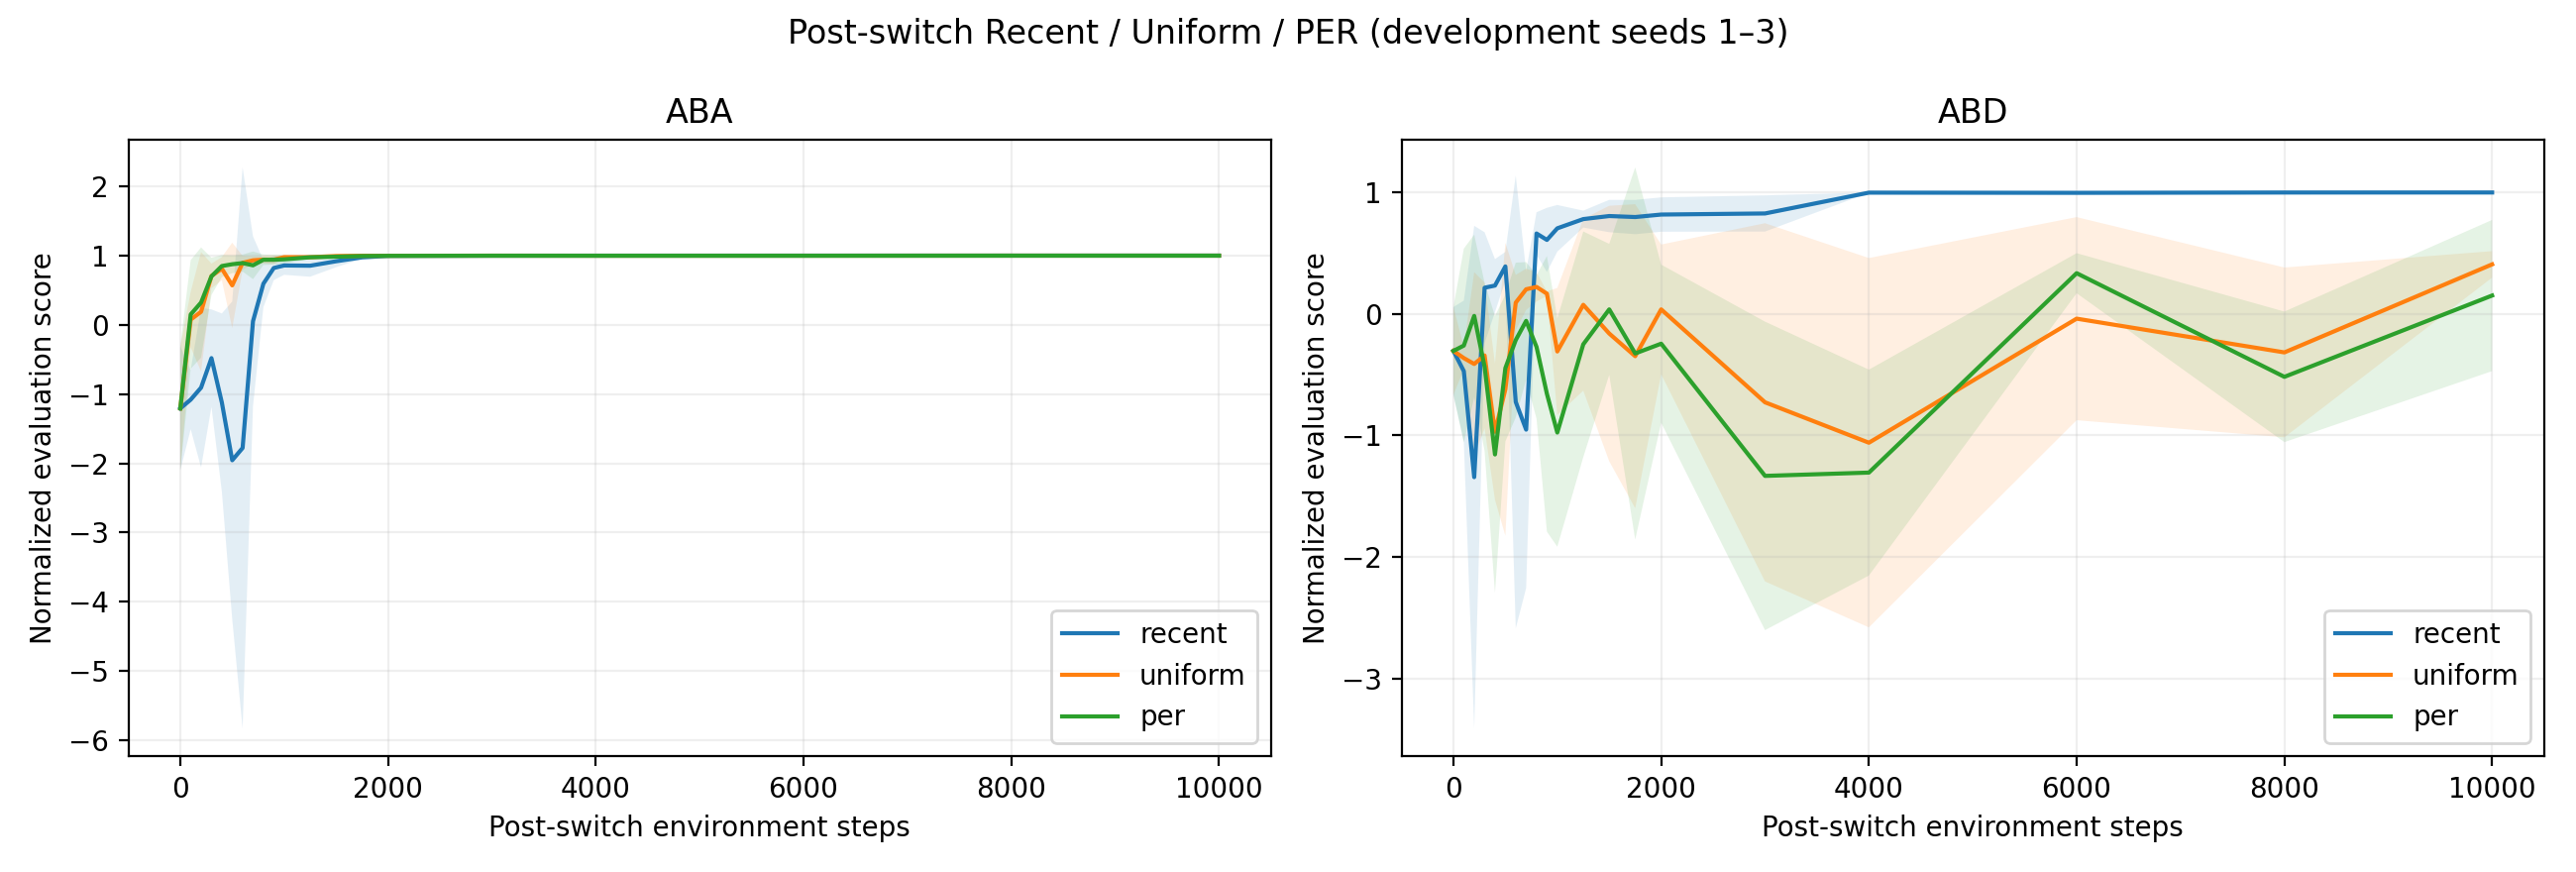 Post-switch Recent / Uniform / PER (development seeds 1–3)
ABA
Normalized evaluation score
2
1
0
−1
−2
−3
−4
−5
−6
0
2000
4000
6000
8000
10000
Post-switch environment steps
recent
uniform
per
ABD
Normalized evaluation score
1
0
−1
−2
−3
0
2000
4000
6000
8000
10000
Post-switch environment steps
recent
uniform
per